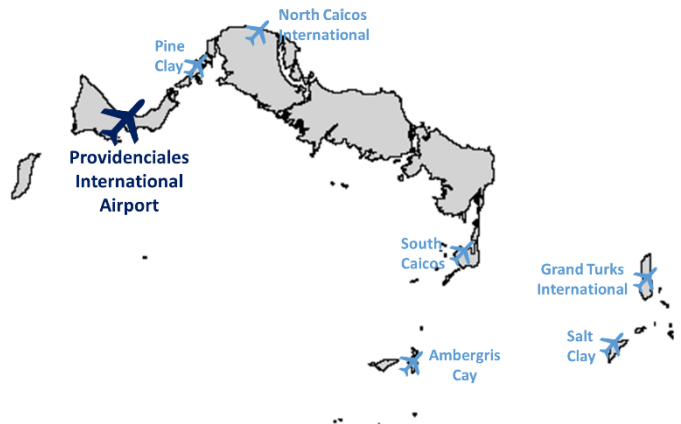 North Caicos
International
Pine
Clay
Providenciales
International
Airport
South
Caicos
Grand Turks
International
Salt
Clay
Ambergris
Cay